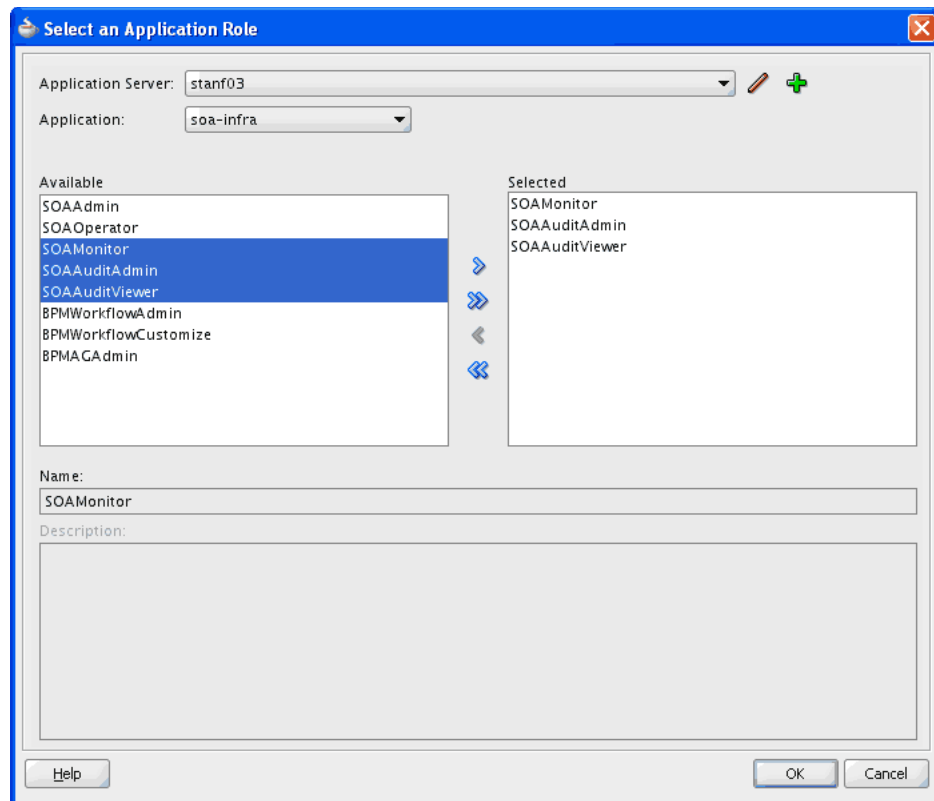 Select an Application Role
Application Server: stanf03
Application: soa-infra
Available
SOAAdmin
SOAOperator
SOAMonitor
SOAAuditAdmin
SOAAuditViewer
BPMWorkflowAdmin
BPMWorkflowCustomize
BPMAGAdmin
Selected
SOAMonitor
SOAAuditAdmin
SOAAuditViewer
Name:
SOAMonitor
Description:
Help
OK
Cancel